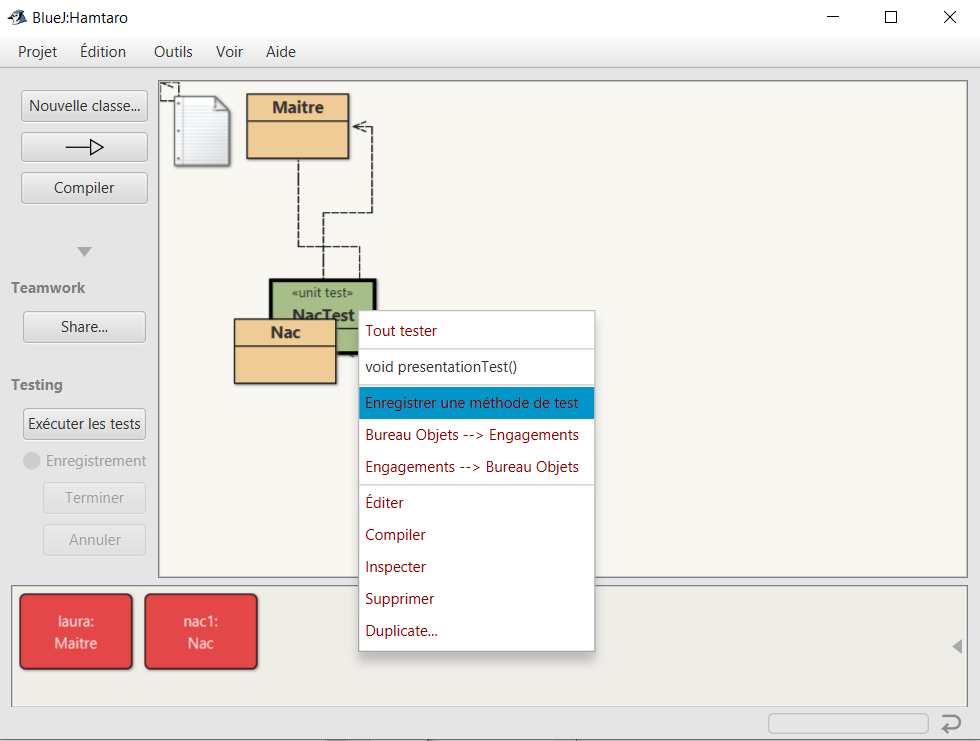 BlueJ:Hamtaro
Projet Édition Outils Voir Aide
Nouvelle classe...
Compiler
Teamwork
Share...
Testing
Exécuter les tests
Enregistrement
Terminer
Annuler
Maitre
«unit test»
NacTest
Nac
Tout tester
void presentationTest()
Enregistrer une méthode de test
Bureau Objets --> Engagements
Engagements --> Bureau Objets
Éditer
Compiler
Inspecter
Supprimer
Duplicate...
laura:
Maitre
nac1:
Nac